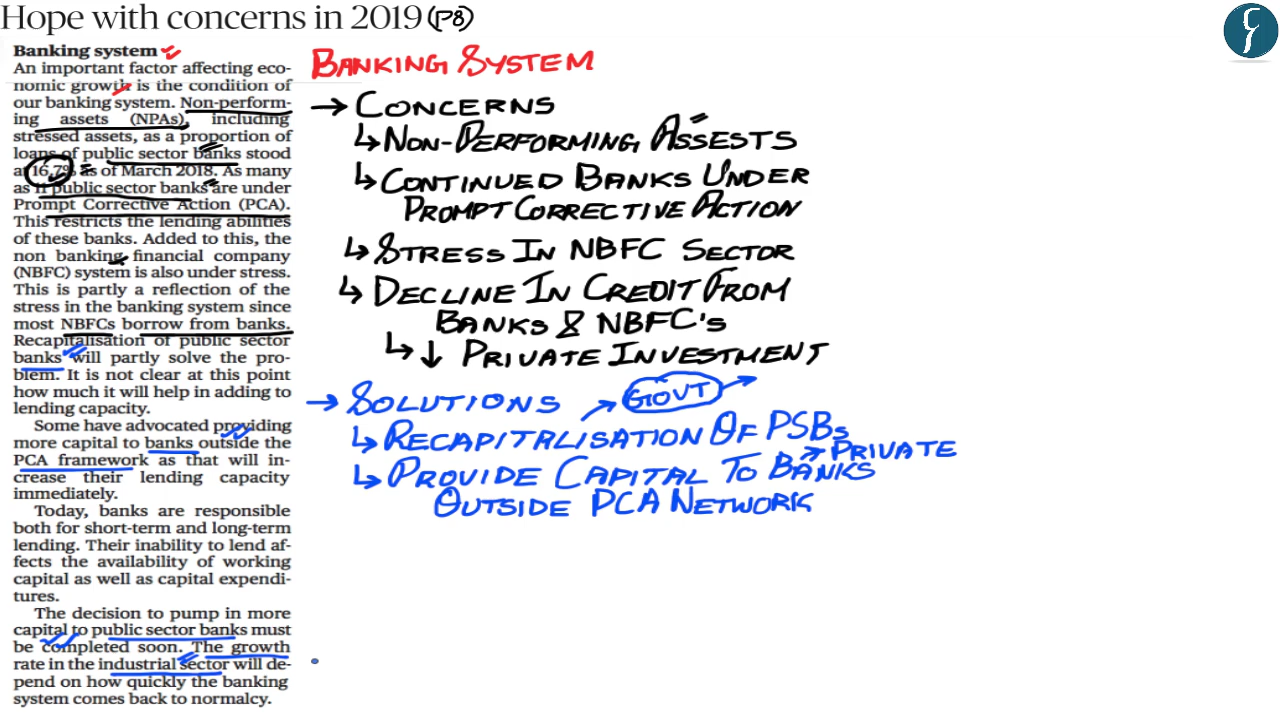 Hope with concerns in 2019 (P8)
Banking system
An important factor affecting eco-
nomic growth is the condition of
our banking system. Non-perform-
ing assets (NPAs), including
stressed assets, as a proportion of
loans of public sector banks stood
at 16.7% as of March 2018. As many
as 11 public sector banks are under
Prompt Corrective Action (PCA).
This restricts the lending abilities
of these banks. Added to this, the
non banking financial company
(NBFC) system is also under stress.
This is partly a reflection of the
stress in the banking system since
most NBFCs borrow from banks.
Recapitalisation of public sector
banks will partly solve the pro-
blem. It is not clear at this point
how much it will help in adding to
lending capacity.
Some have advocated providing
more capital to banks outside the
PCA framework as that will in-
crease their lending capacity
immediately.
Today, banks are responsible
both for short-term and long-term
lending. Their inability to lend af-
fects the availability of working
capital as well as capital expendi-
tures.
The decision to pump in more
capital to public sector banks must
be completed soon. The growth
rate in the industrial sector will de-
pend on how quickly the banking
system comes back to normalcy.
BANKING SYSTEM
→ CONCERNS
↳ NON-PERFORMING ASSESTS
↳ CONTINUED BANKS UNDER
PROMPT CORRECTIVE ACTION
↳ STRESS IN NBFC SECTOR
↳ DECLINE IN CREDIT FROM
BANKS & NBFC'S
↳ ↓ PRIVATE INVESTMENT
→ SOLUTIONS → GOVT →
↳ RECAPITALISATION OF PSBs
→ PRIVATE
↳ PROVIDE CAPITAL TO BANKS
OUTSIDE PCA NETWORK